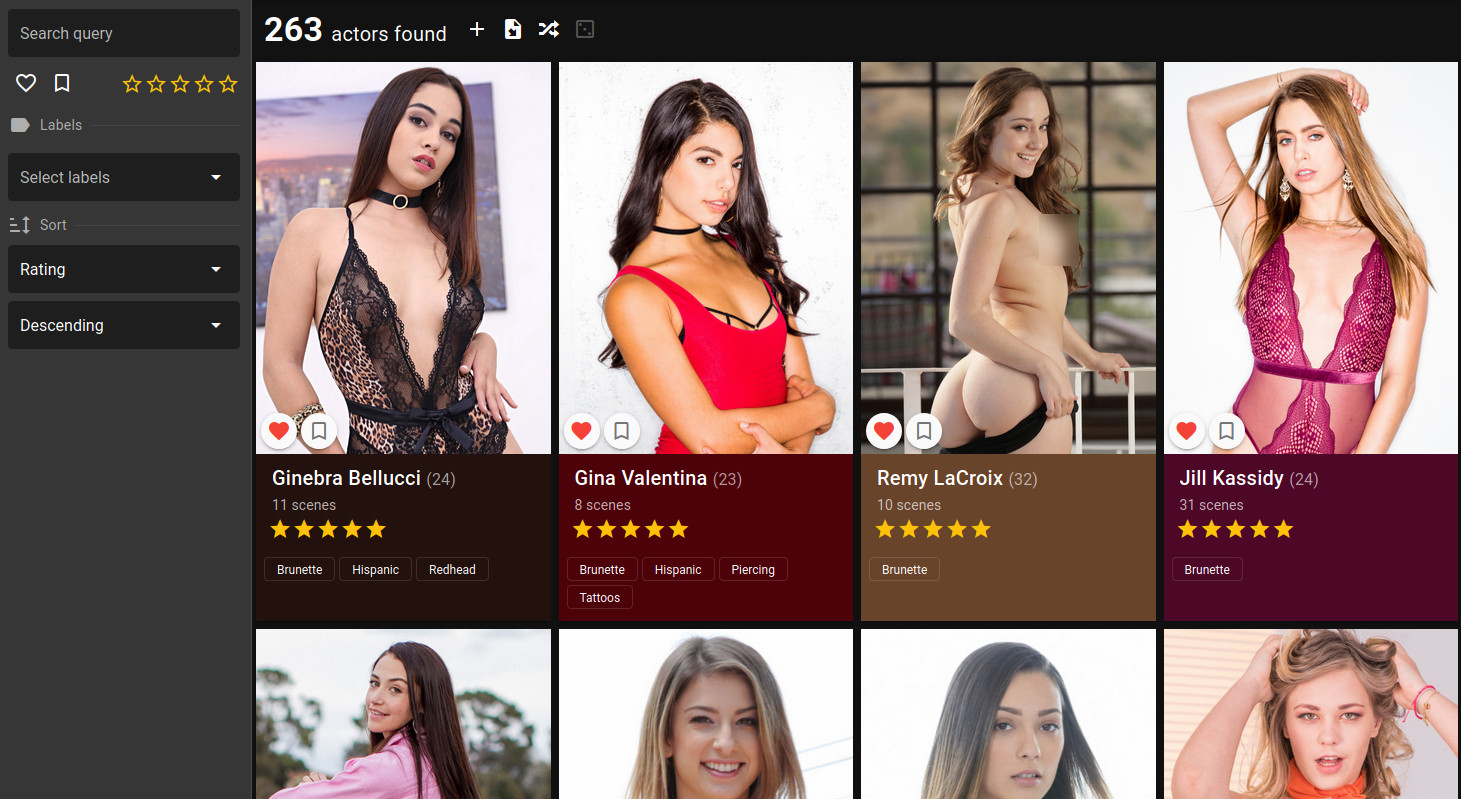 Search query
263 actors found
Labels
Select labels
Sort
Rating
Descending
Ginebra Bellucci (24)
11 scenes
Brunette Hispanic Redhead
Gina Valentina (23)
8 scenes
Brunette Hispanic Piercing
Tattoos
Remy LaCroix (32)
10 scenes
Brunette
Jill Kassidy (24)
31 scenes
Brunette